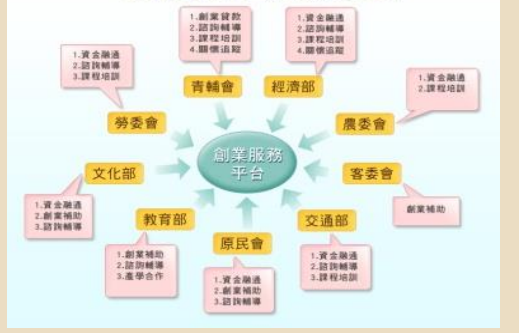 1.創業貸款
2.諮詢輔導
3.課程培訓
4.關懷追蹤
1.資金融通
2.諮詢輔導
3.課程培訓
4.關懷追蹤
1.資金融通
2.諮詢輔導
3.課程培訓
1.資金融通
2.課程培訓
青輔會
經濟部
勞委會
農委會
創業服務
平台
文化部
客委會
1.資金融通
2.創業補助
3.諮詢輔導
創業補助
教育部
交通部
原民會
1.創業補助
2.諮詢輔導
3.產學合作
1.資金融通
2.創業補助
3.諮詢輔導
1.資金融通
2.諮詢輔導
3.課程培訓